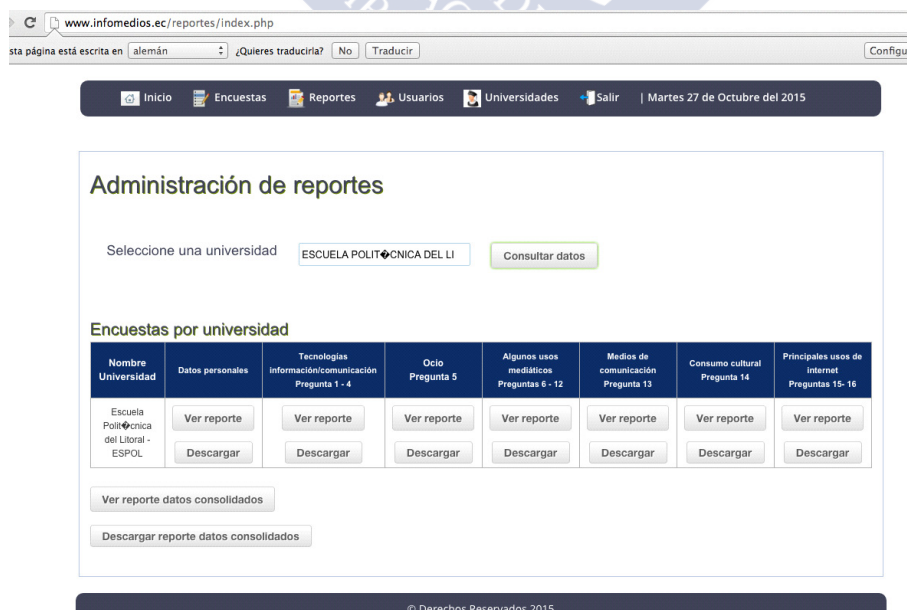 www.infomedios.ec/reportes/index.php
sta página está escrita en alemán ¿Quieres traducirla? No Traducir Configu
Inicio Encuestas Reportes Usuarios Universidades Salir | Martes 27 de Octubre del 2015
Administración de reportes
Seleccione una universidad ESCUELA POLIT�CNICA DEL LI Consultar datos
Encuestas por universidad
Nombre Universidad
Datos personales
Tecnologías información/comunicación Pregunta 1 - 4
Ocio Pregunta 5
Algunos usos mediáticos Preguntas 6 - 12
Medios de comunicación Pregunta 13
Consumo cultural Pregunta 14
Principales usos de internet Preguntas 15- 16
Escuela
Polit�cnica
del Litoral -
ESPOL
Ver reporte Ver reporte Ver reporte Ver reporte Ver reporte Ver reporte Ver reporte
Descargar Descargar Descargar Descargar Descargar Descargar Descargar
Ver reporte datos consolidados
Descargar reporte datos consolidados
© Derechos Reservados 2015